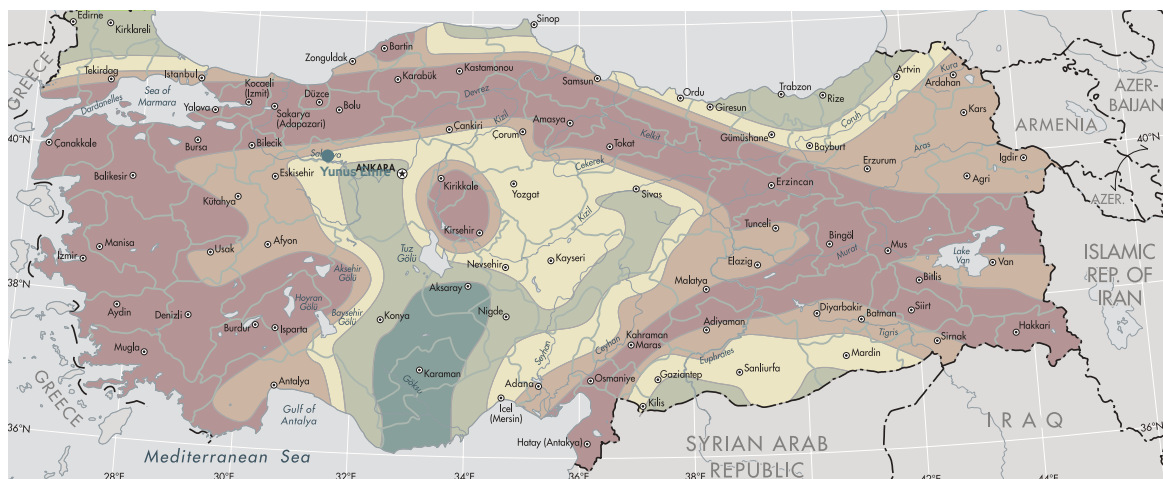 Edirne
Kirklareli
Sinop
Bartin
Zonguldak
Tekirdag
Istanbul
Karabük
Kastamonou
Samsun
Artvin
Kura
Ardahan
GREECE
AZER-
BAIJAN
Kocaeli
(Izmit)
Düzce
Devrez
Ordu
Trabzon
Rize
Dardanelles
Sea of
Marmara
Yalova
Sakarya
(Adapazari)
Bolu
Giresun
Kars
ARMENIA
Kizil
Amasya
Coruh
40°N
Çanakkale
Bursa
Bilecik
Cankiri
Corum
Kelkit
Tokat
Gümüshane
Bayburt
Aras
40°N
Sakarya
Yunus Emre
ANKARA
Cekerek
Erzurum
Igdir
Balikesir
Eskisehir
Kirikkale
Yozgat
Sivas
Erzincan
Agri
AZER.
Kütahya
Kizil
Manisa
Usak
Afyon
Kirsehir
Tunceli
Bingöl
Murat
Mus
Lake
Van
Van
Izmir
Tuz
Gölü
Nevsehir
Kayseri
Elazig
ISLAMIC
REP. OF
IRAN
38°N
Aksehir
Gölü
Aksaray
Malatya
Bitlis
38°N
Aydin
Denizli
Hoyran
Gölü
Beysehir
Gölü
Konya
Nigde
Diyarbakir
Batman
Siirt
Burdur
Isparta
Adiyaman
Tigris
Sirnak
Hakkari
Mugla
Seyhan
Ceyhan
Kahraman
Maras
Euphrates
Mardin
GREECE
Antalya
Göksu
Karaman
Adana
Osmaniye
Gaziantep
Sanliurfa
Gulf of
Antalya
Icel
(Mersin)
Kilis
36°N
Hatay (Antakya)
SYRIAN ARAB
REPUBLIC
IRAQ
36°N
Mediterranean Sea
28°E
30°E
32°E
34°E
36°E
42°E
44°E